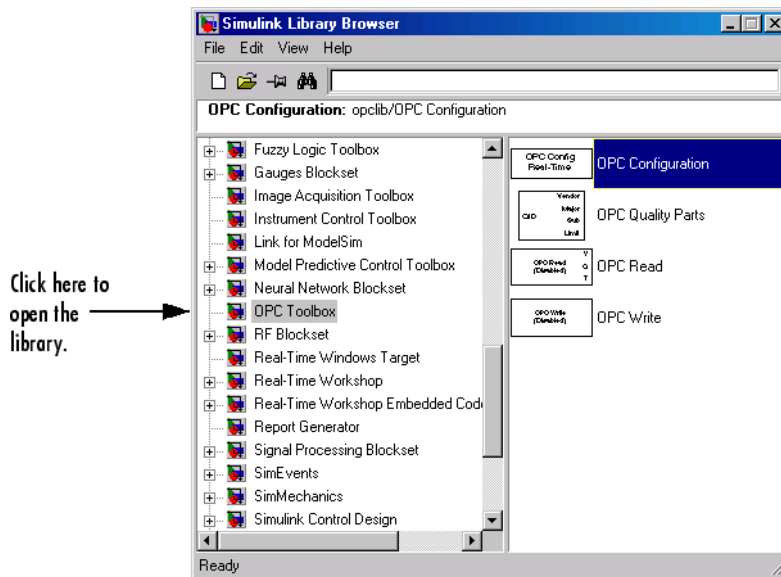 Simulink Library Browser
File Edit View Help
OPC Configuration: opclib/OPC Configuration
Fuzzy Logic Toolbox
Gauges Blockset
Image Acquisition Toolbox
Instrument Control Toolbox
Link for ModelSim
Model Predictive Control Toolbox
Neural Network Blockset
OPC Toolbox
RF Blockset
Real-Time Windows Target
Real-Time Workshop
Real-Time Workshop Embedded Code
Report Generator
Signal Processing Blockset
SimEvents
SimMechanics
Simulink Control Design
OPC Config
Real-Time
OPC Configuration
Vendor
Major
QID
Sub
Limit
OPC Quality Parts
OPC Read
(Disabled)
V
Q
T
OPC Read
OPC Write
(Disabled)
OPC Write
Click here to
open the
library.
Ready